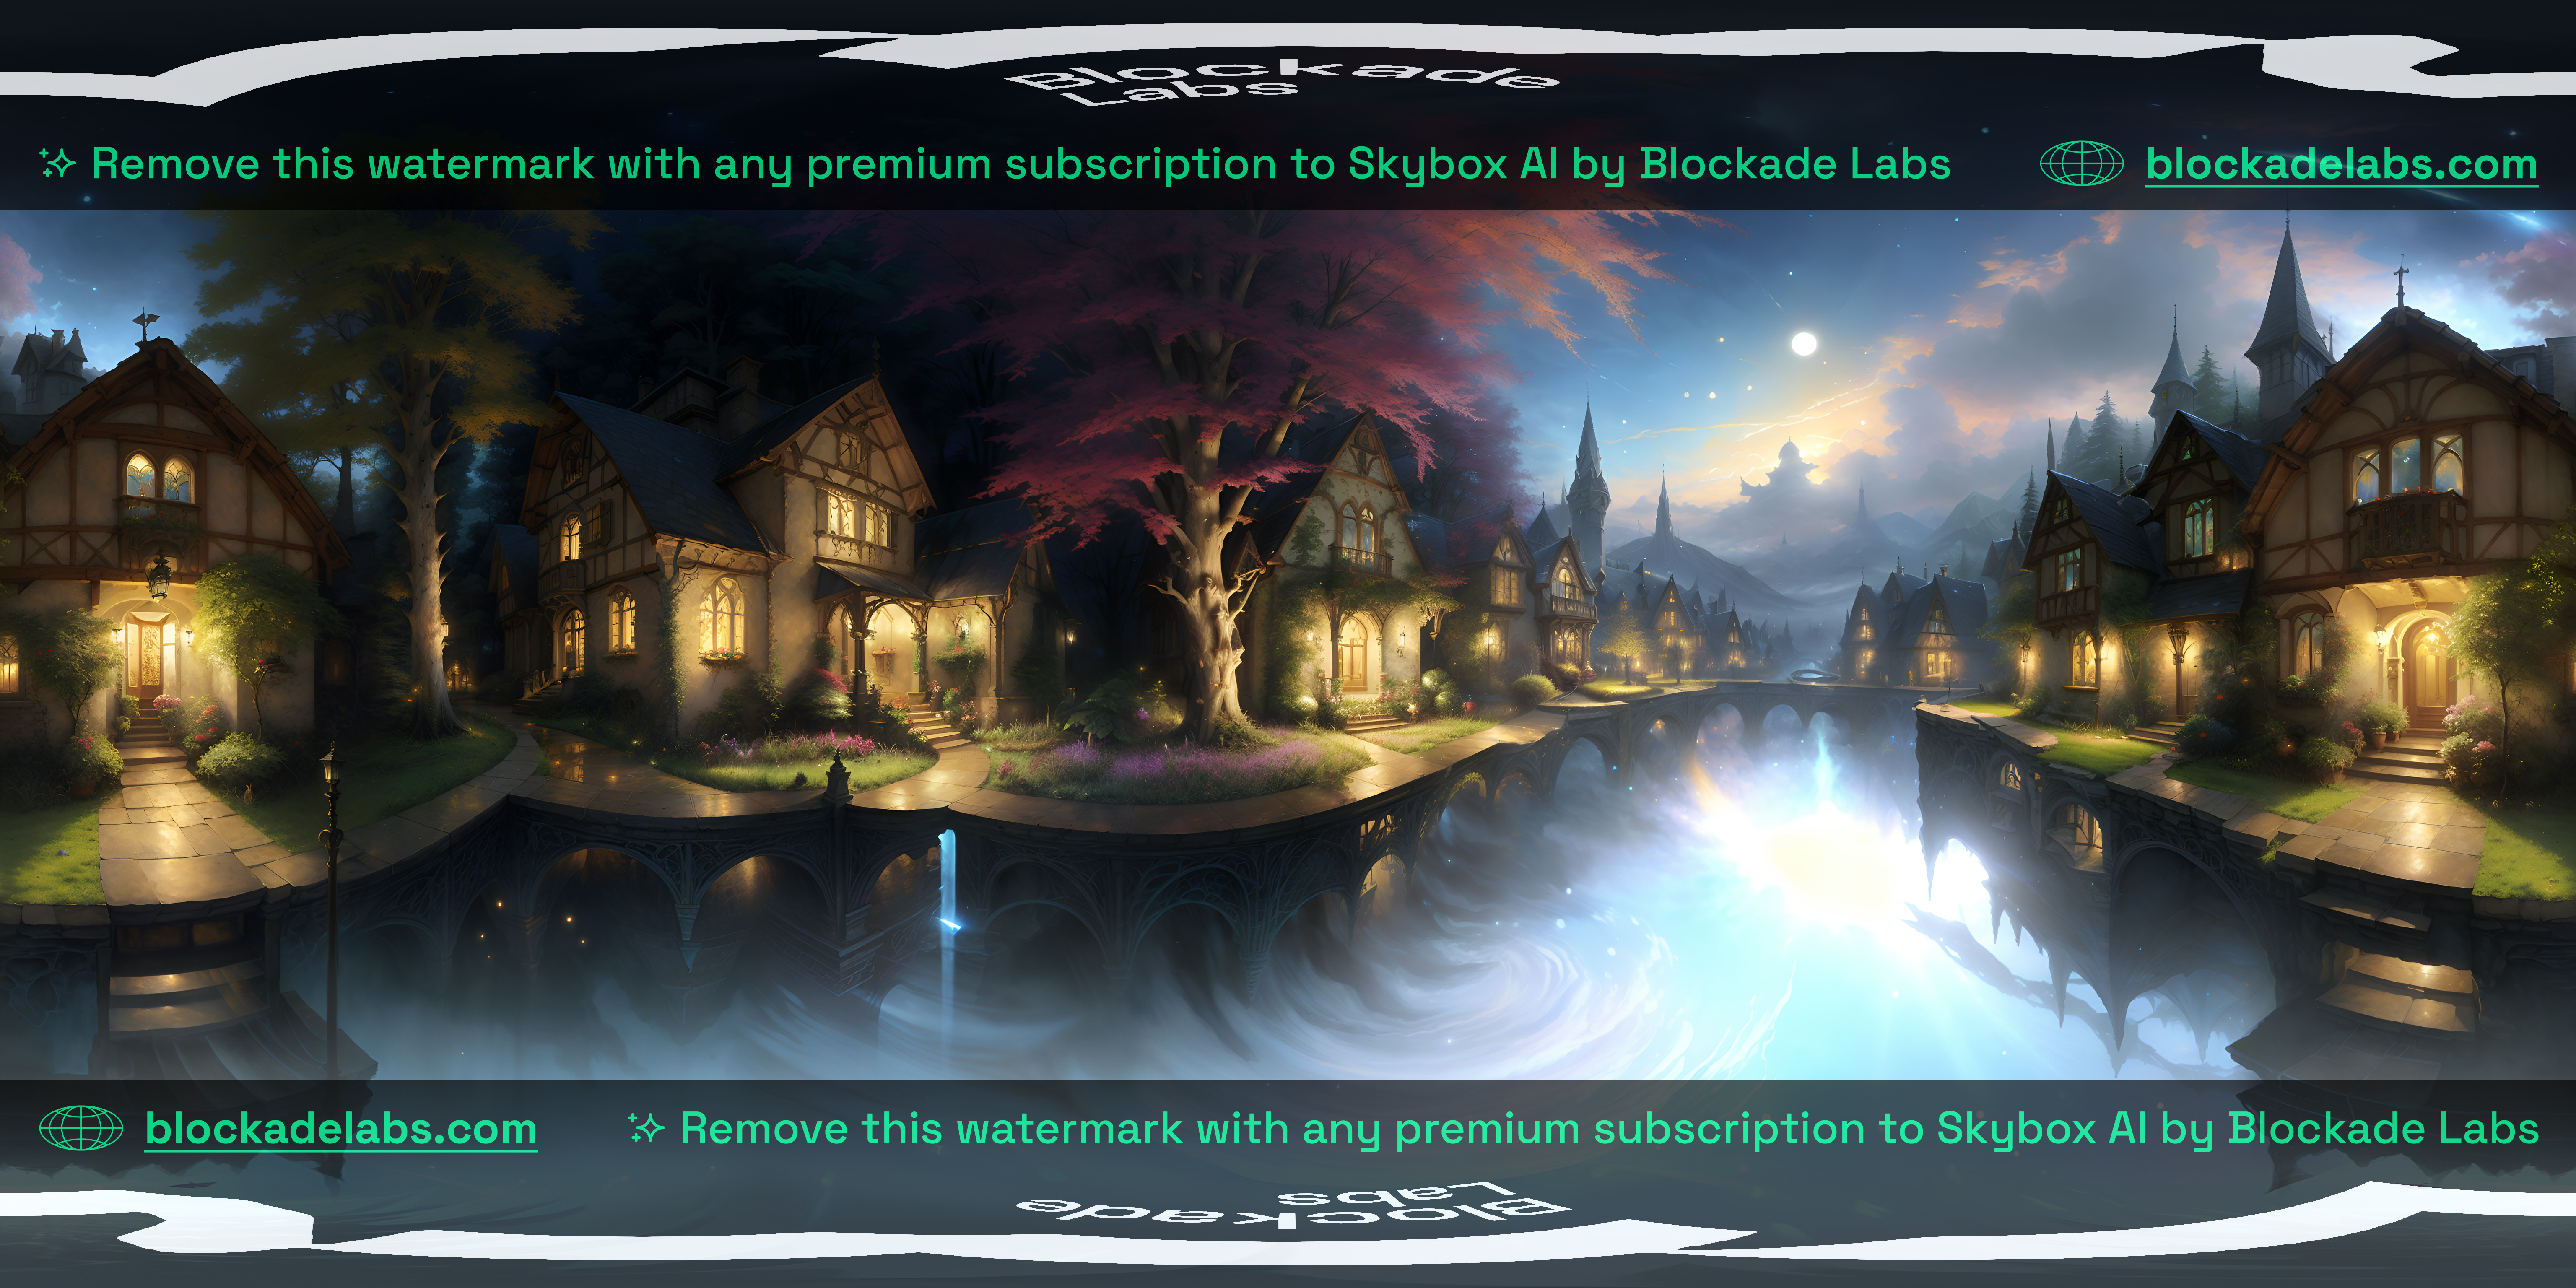 Blockade
Labs
Remove this watermark with any premium subscription to Skybox AI by Blockade Labs
blockadelabs.com
blockadelabs.com
Remove this watermark with any premium subscription to Skybox AI by Blockade Labs
Labs
Blockade